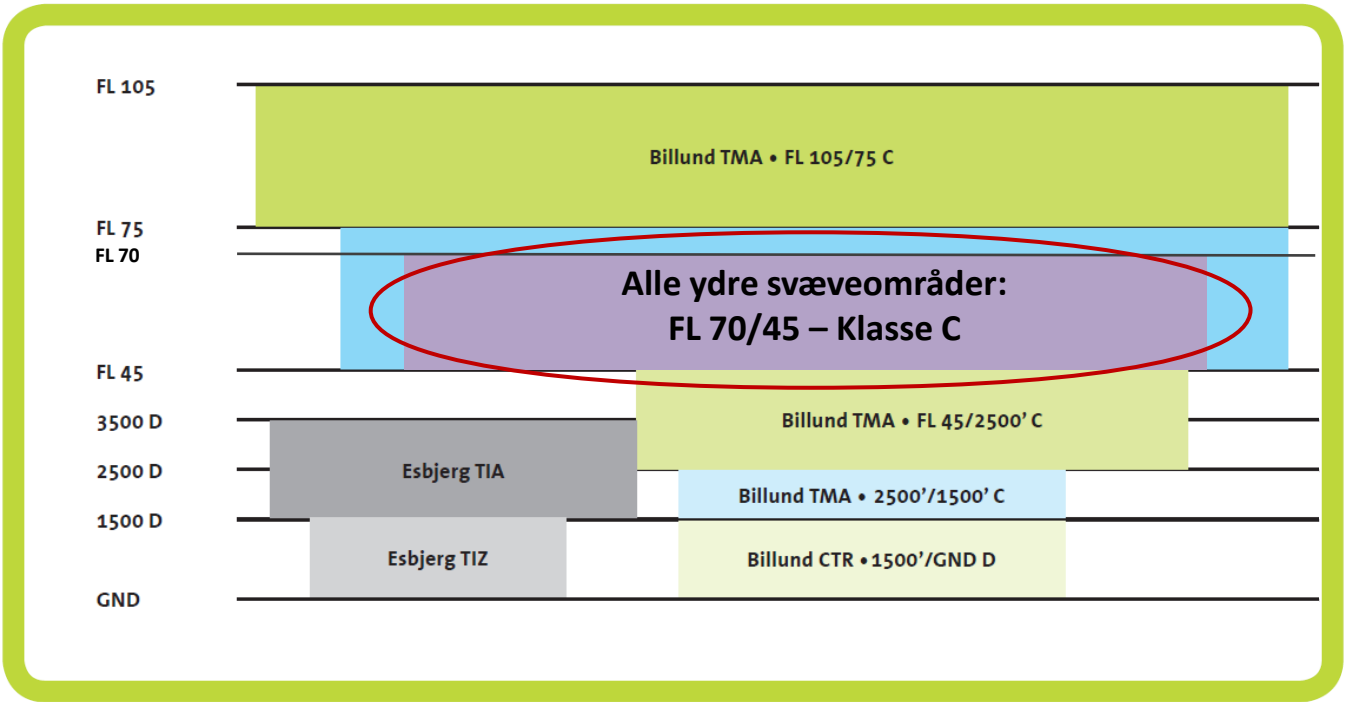 FL 105
Billund TMA • FL 105/75 C
FL 75
FL 70
Alle ydre svæveområder:
FL 70/45 – Klasse C
FL 45
3500 D
Billund TMA • FL 45/2500’ C
2500 D
Esbjerg TIA
Billund TMA • 2500’/1500’ C
1500 D
Esbjerg TIZ
Billund CTR •1500’/GND D
GND